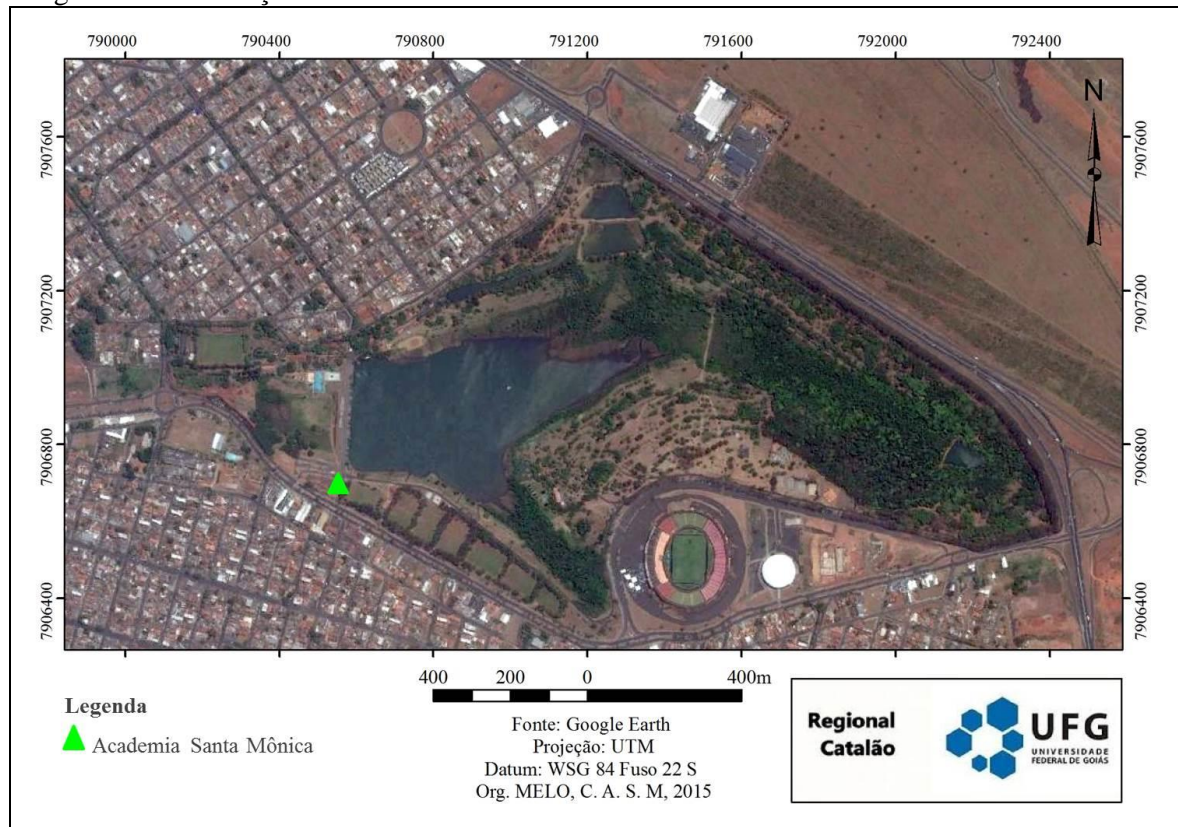 790000 790400 790800 791200 791600 792000 792400
N
7907600 7907600
7907200 7907200
7906800 7906800
7906400 7906400
400 200 0 400m
Legenda
Academia Santa Mônica
Fonte: Google Earth
Projeção: UTM
Datum: WSG 84 Fuso 22 S
Org. MELO, C. A. S. M, 2015
Regional
Catalão
UFG
UNIVERSIDADE
FEDERAL DE GOIÁS